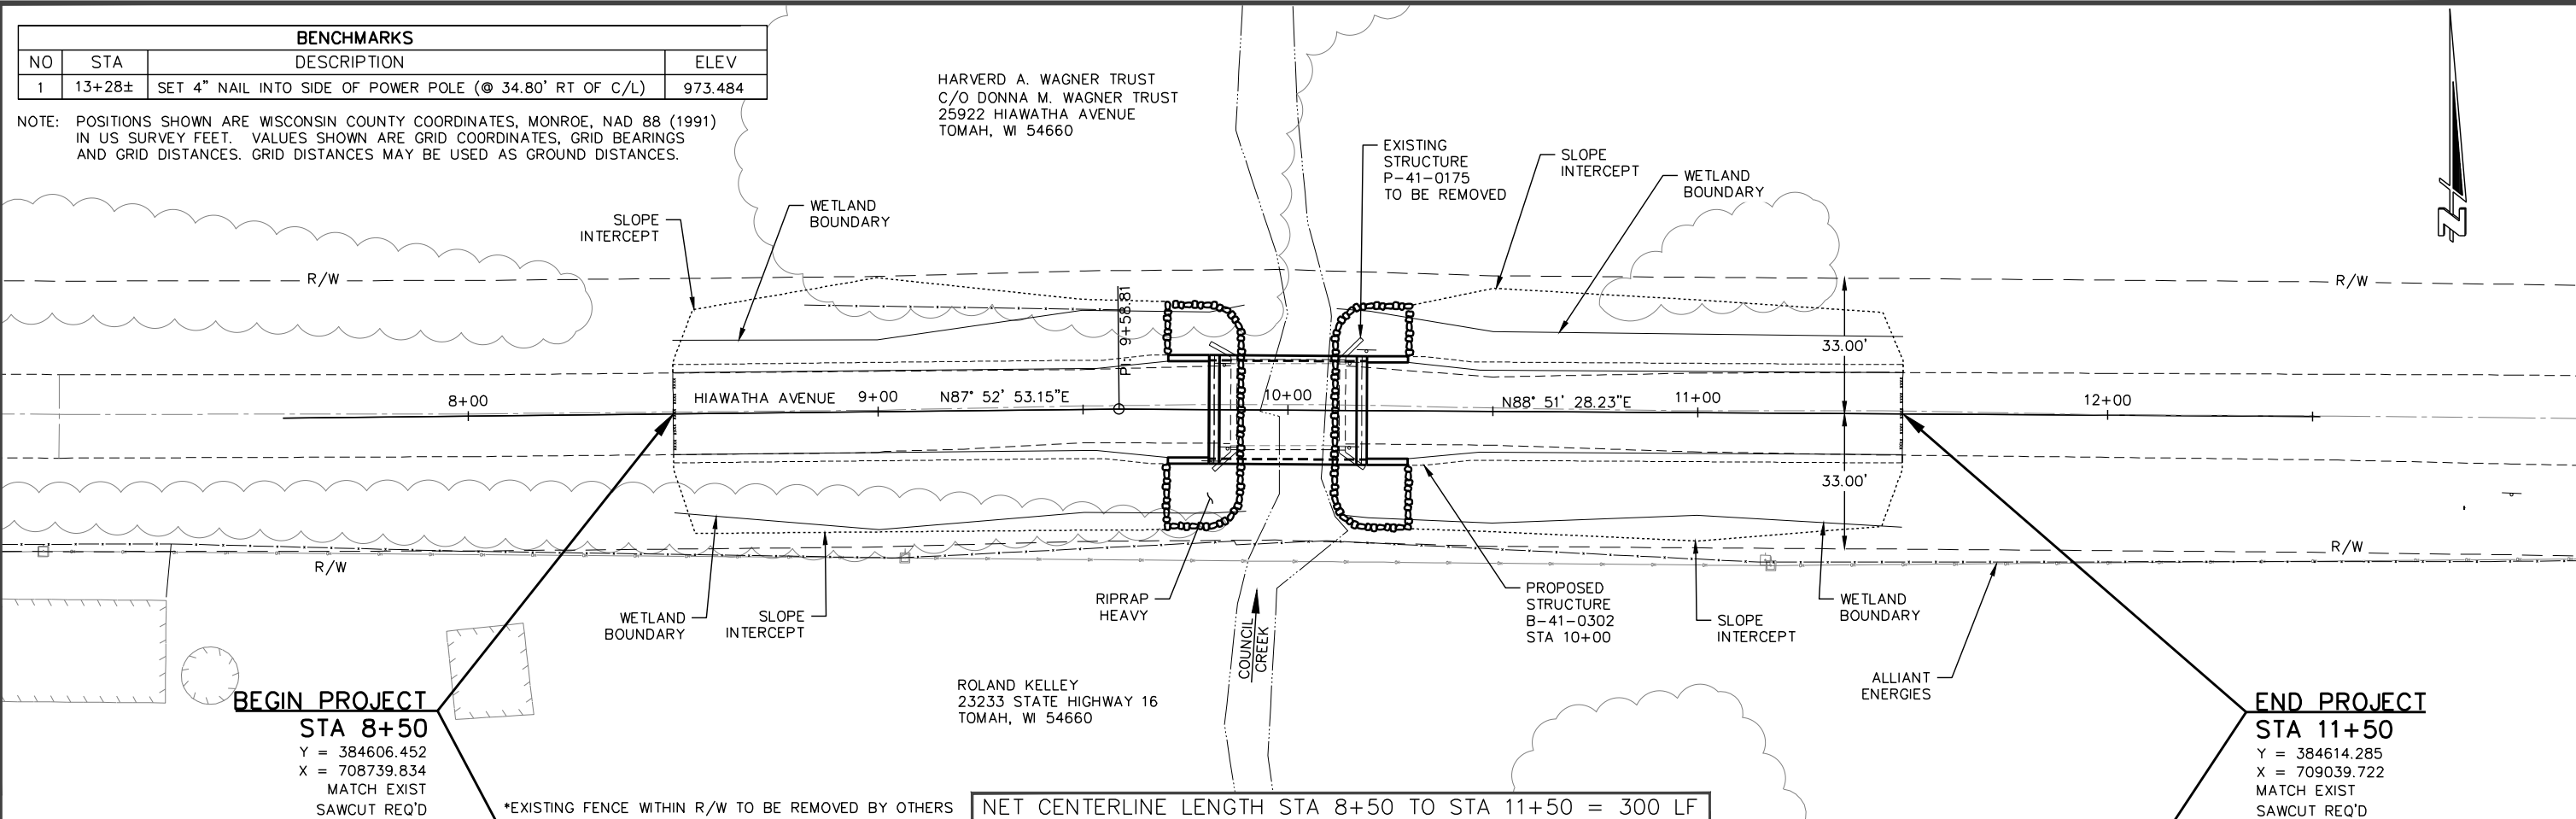 BENCHMARKS
NO STA DESCRIPTION ELEV
1 13+28± SET 4" NAIL INTO SIDE OF POWER POLE (@ 34.80' RT OF C/L) 973.484
NOTE: POSITIONS SHOWN ARE WISCONSIN COUNTY COORDINATES, MONROE, NAD 88 (1991)
IN US SURVEY FEET. VALUES SHOWN ARE GRID COORDINATES, GRID BEARINGS
AND GRID DISTANCES. GRID DISTANCES MAY BE USED AS GROUND DISTANCES.
HARVERD A. WAGNER TRUST
C/O DONNA M. WAGNER TRUST
25922 HIAWATHA AVENUE
TOMAH, WI 54660
EXISTING
STRUCTURE
P-41-0175
TO BE REMOVED
SLOPE
INTERCEPT
WETLAND
BOUNDARY
N
SLOPE
INTERCEPT
WETLAND
BOUNDARY
R/W
R/W
PI 9+58.81
33.00'
8+00
HIAWATHA AVENUE
9+00
N87° 52' 53.15"E
10+00
N88° 51' 28.23"E
11+00
12+00
33.00'
R/W
R/W
WETLAND
BOUNDARY
SLOPE
INTERCEPT
RIPRAP
HEAVY
COUNCIL
CREEK
PROPOSED
STRUCTURE
B-41-0302
STA 10+00
SLOPE
INTERCEPT
WETLAND
BOUNDARY
ALLIANT
ENERGIES
ROLAND KELLEY
23233 STATE HIGHWAY 16
TOMAH, WI 54660
BEGIN PROJECT
STA 8+50
Y = 384606.452
X = 708739.834
MATCH EXIST
SAWCUT REQ'D
END PROJECT
STA 11+50
Y = 384614.285
X = 709039.722
MATCH EXIST
SAWCUT REQ'D
*EXISTING FENCE WITHIN R/W TO BE REMOVED BY OTHERS
NET CENTERLINE LENGTH STA 8+50 TO STA 11+50 = 300 LF